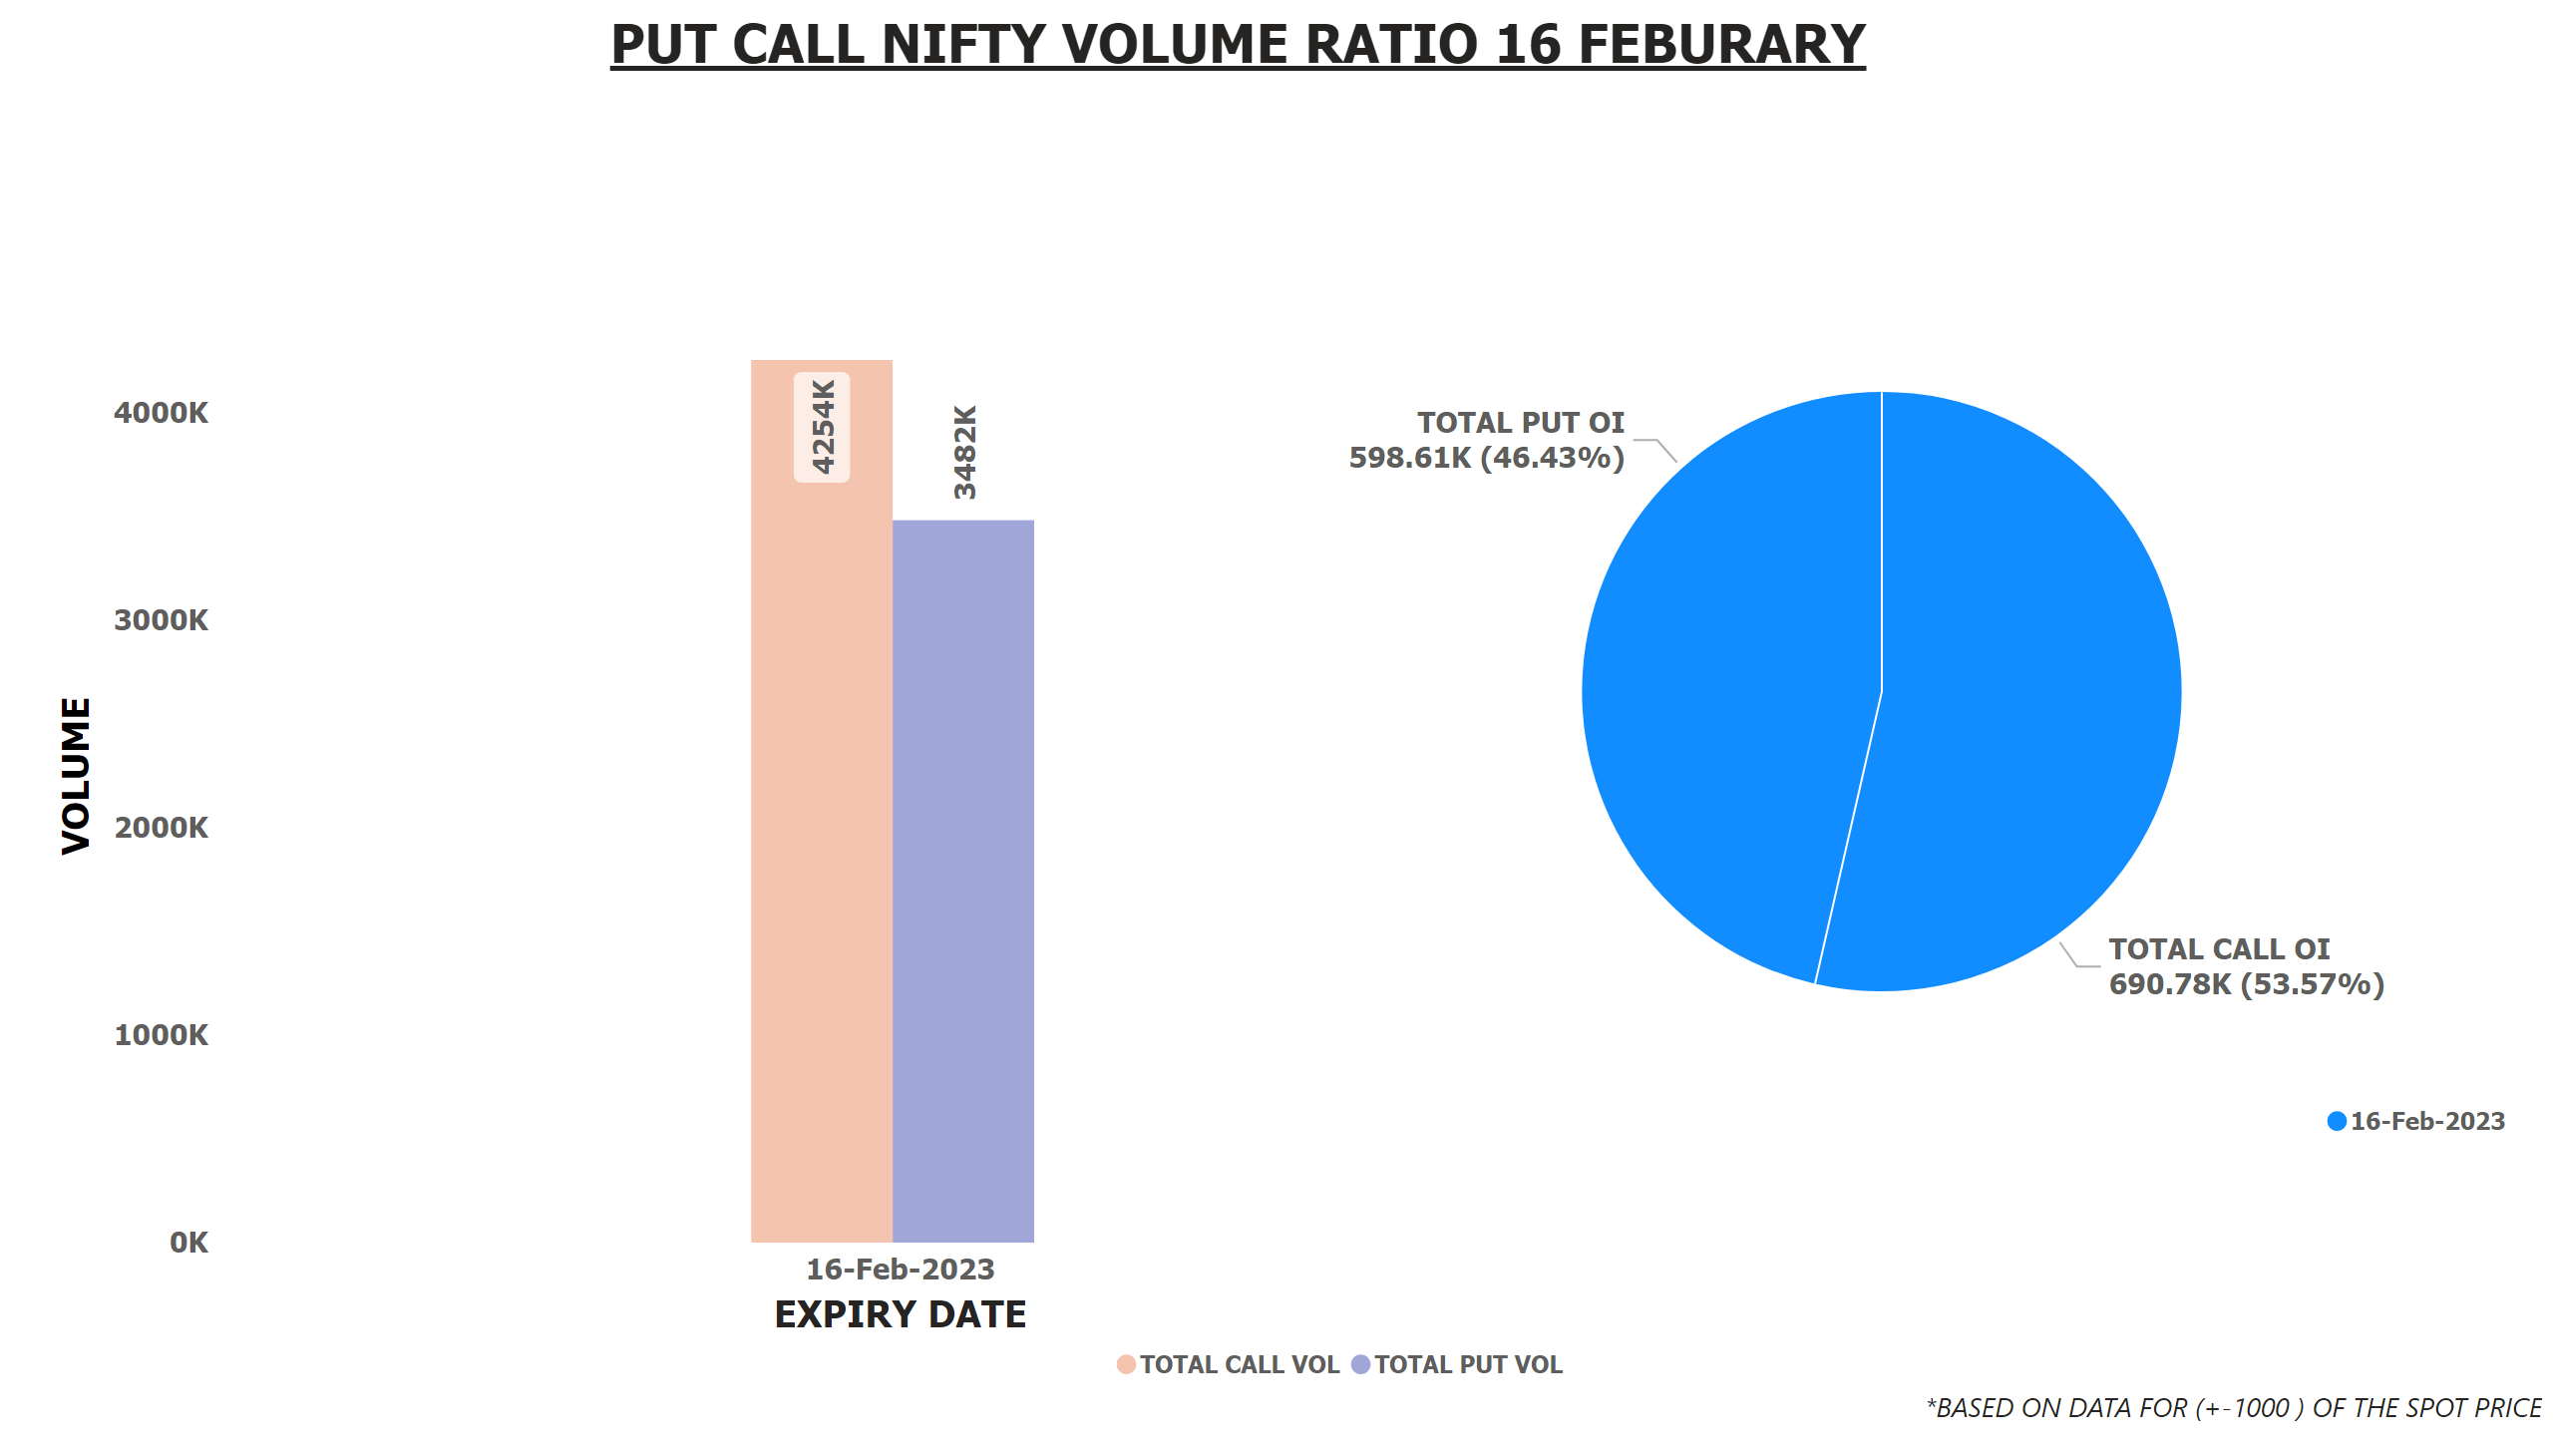 PUT CALL NIFTY VOLUME RATIO 16 FEBURARY
VOLUME
4000K
3000K
2000K
1000K
0K
4254K
3482K
16-Feb-2023
EXPIRY DATE
TOTAL CALL VOL
TOTAL PUT VOL
TOTAL PUT OI
598.61K (46.43%)
TOTAL CALL OI
690.78K (53.57%)
16-Feb-2023
*BASED ON DATA FOR (+-1000 ) OF THE SPOT PRICE